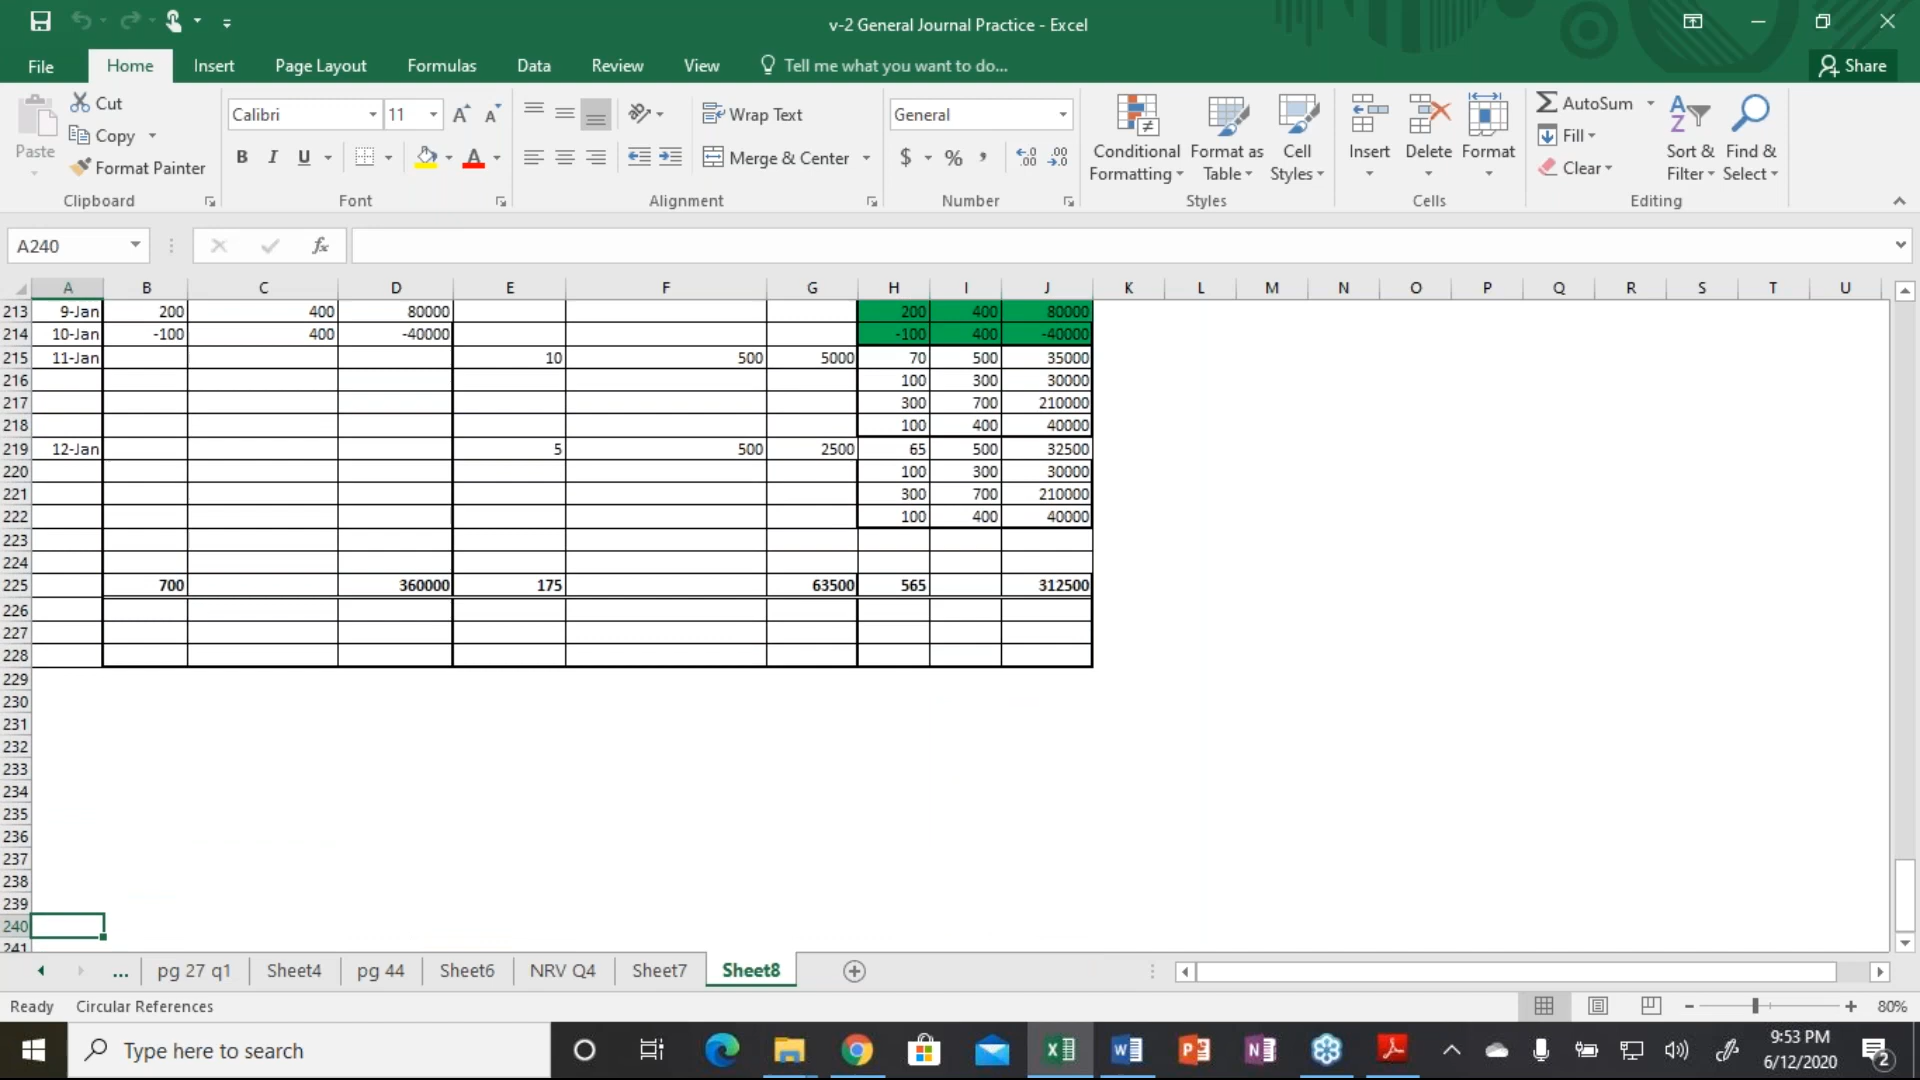 v-2 General Journal Practice - Excel
File Home Insert Page Layout Formulas Data Review View Tell me what you want to do... Share
Cut
Copy
Format Painter
Paste
Clipboard
Calibri 11
B I U
Font
Wrap Text
Merge & Center
Alignment
General
$ % ,
Number
Conditional Formatting
Format as Table
Cell Styles
Styles
Insert Delete Format
Cells
AutoSum
Fill
Clear
Sort & Filter
Find & Select
Editing
A240 fx
A B C D E F G H I J K L M N O P Q R S T U
213 9-Jan 200 400 80000 200 400 80000
214 10-Jan -100 400 -40000 -100 400 -40000
215 11-Jan 10 500 5000 70 500 35000
216 100 300 30000
217 300 700 210000
218 100 400 40000
219 12-Jan 5 500 2500 65 500 32500
220 100 300 30000
221 300 700 210000
222 100 400 40000
223
224
225 700 360000 175 63500 565 312500
226
227
228
229
230
231
232
233
234
235
236
237
238
239
240
241
... pg 27 q1 Sheet4 pg 44 Sheet6 NRV Q4 Sheet7 Sheet8
Ready Circular References 80%
Type here to search
9:53 PM
6/12/2020
2